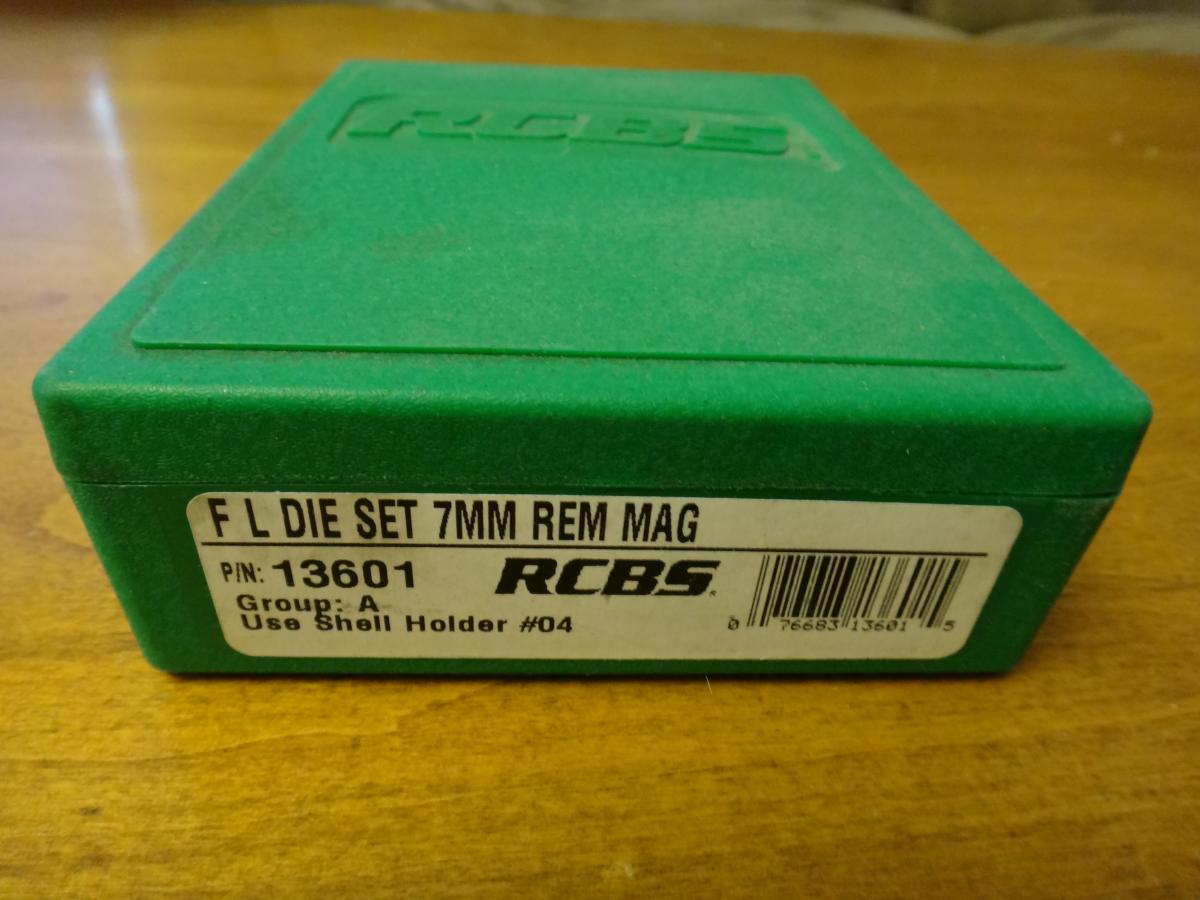 RCBS
F L DIE SET 7MM REM MAG
P/N: 13601 RCBS
Group: A
Use Shell Holder #04
0 76683 13601 5